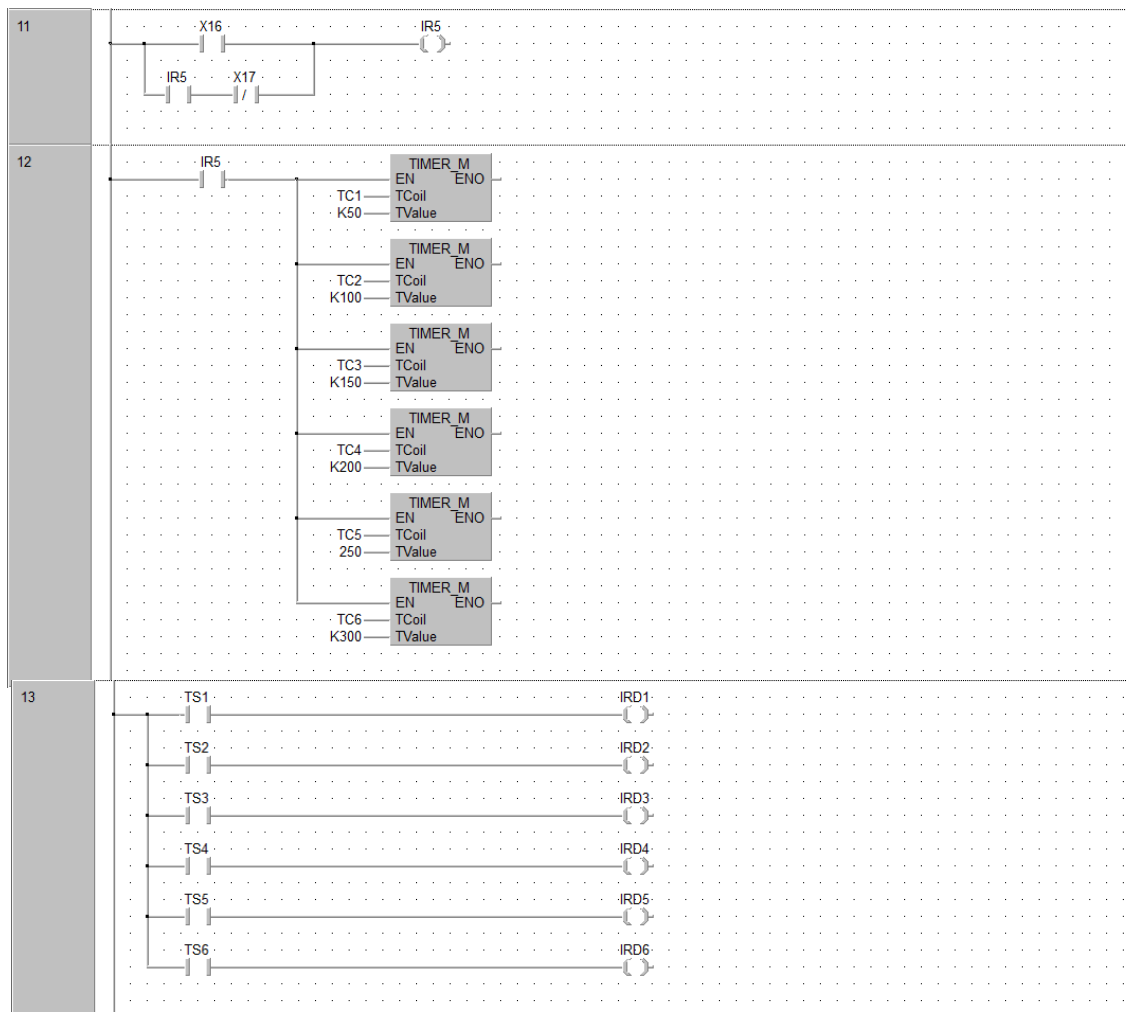 11
X16 IR5
IR5 X17
/
12
IR5 TIMER_M
EN ENO
TC1 TCoil
K50 TValue
TIMER_M
EN ENO
TC2 TCoil
K100 TValue
TIMER_M
EN ENO
TC3 TCoil
K150 TValue
TIMER_M
EN ENO
TC4 TCoil
K200 TValue
TIMER_M
EN ENO
TC5 TCoil
250 TValue
TIMER_M
EN ENO
TC6 TCoil
K300 TValue
13
TS1 IRD1
TS2 IRD2
TS3 IRD3
TS4 IRD4
TS5 IRD5
TS6 IRD6